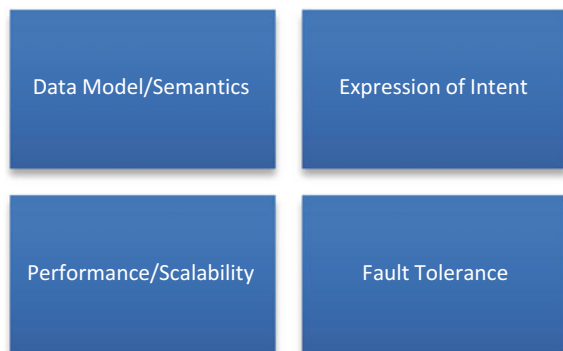 Data Model/Semantics
Expression of Intent
Performance/Scalability
Fault Tolerance